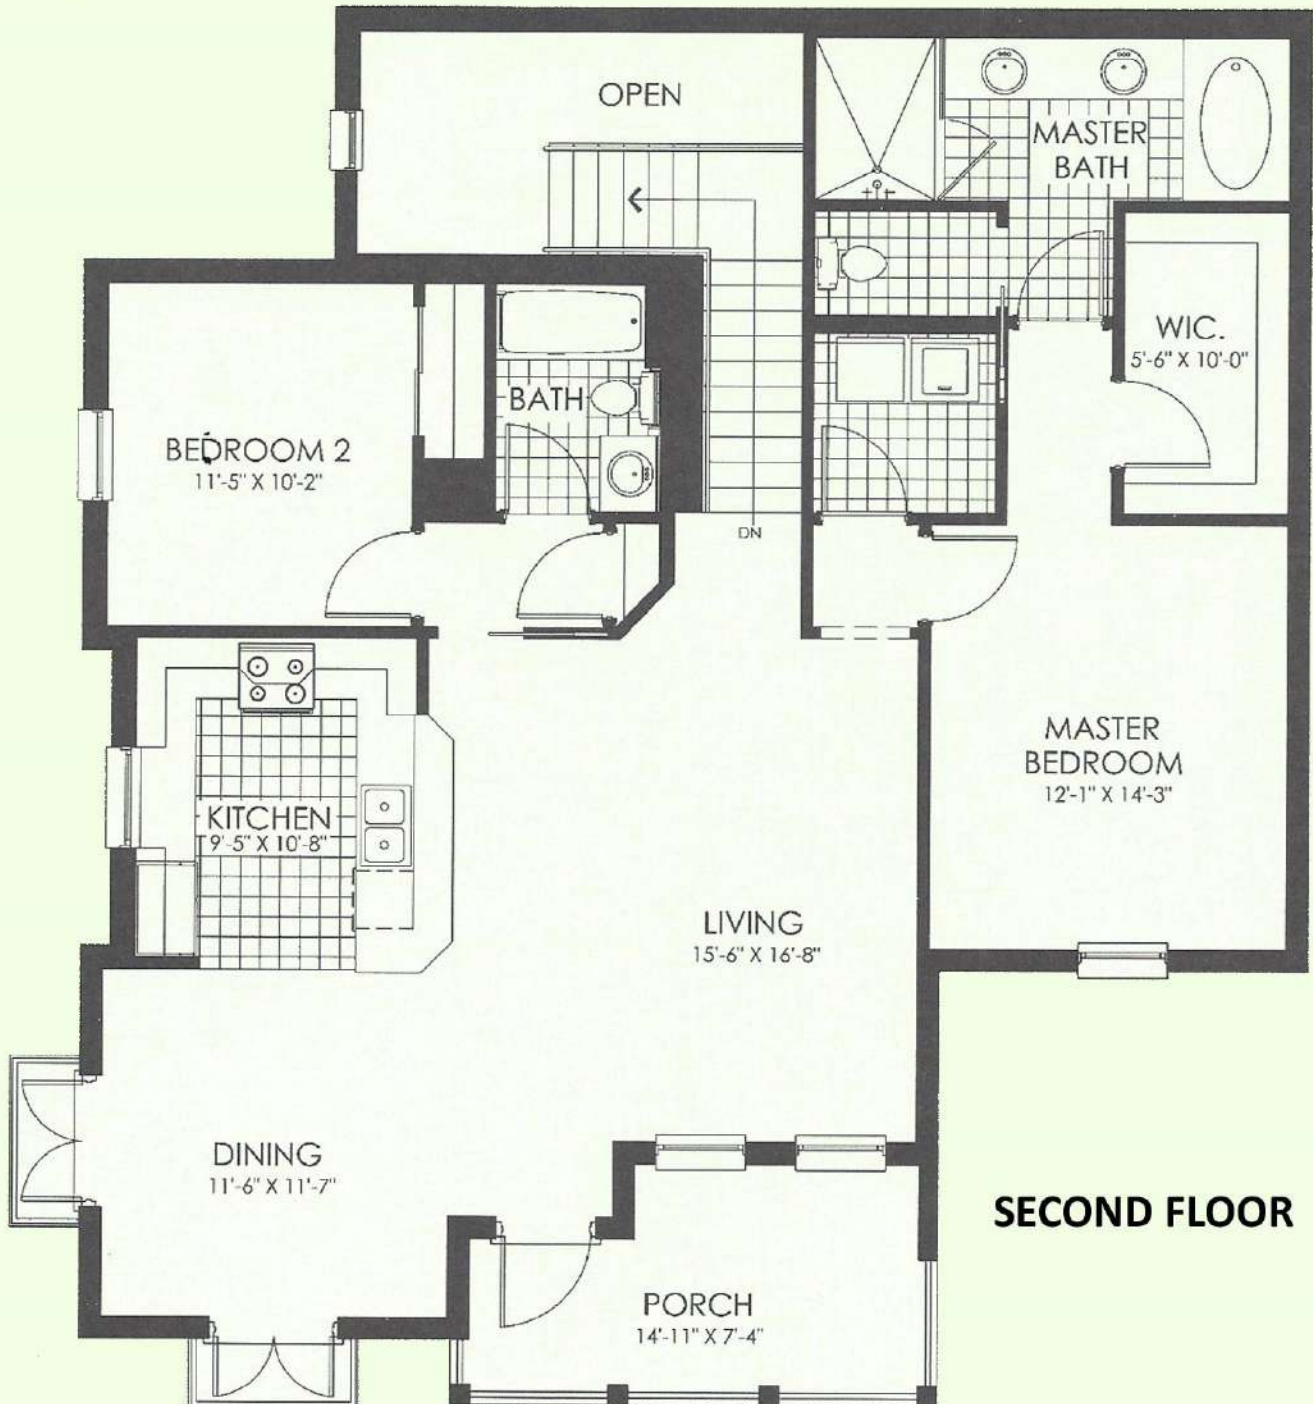 OPEN
MASTER
BATH
WIC.
5'-6" X 10'-0"
BATH
BEDROOM 2
11'-5" X 10'-2"
DN
MASTER
BEDROOM
12'-1" X 14'-3"
KITCHEN
9'-5" X 10'-8"
LIVING
15'-6" X 16'-8"
DINING
11'-6" X 11'-7"
SECOND FLOOR
PORCH
14'-11" X 7'-4"